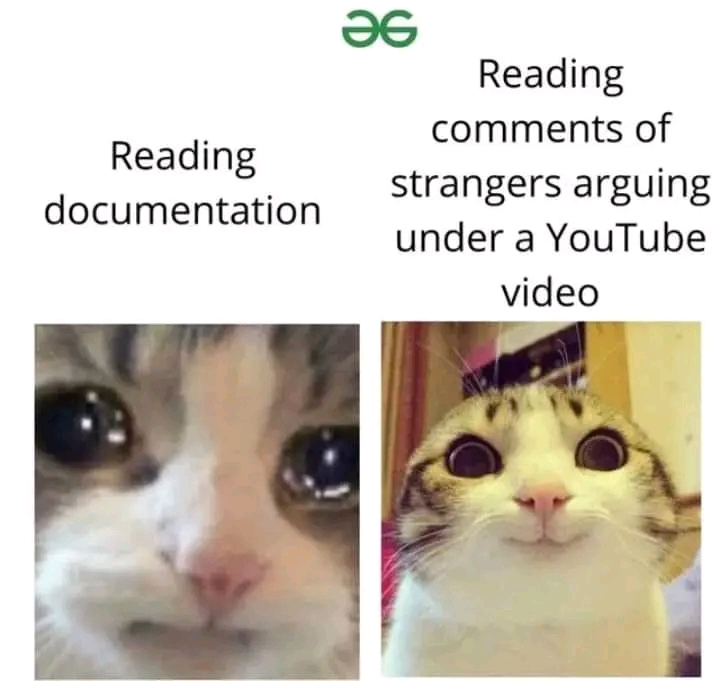 Reading
documentation
Reading
comments of
strangers arguing
under a YouTube
video